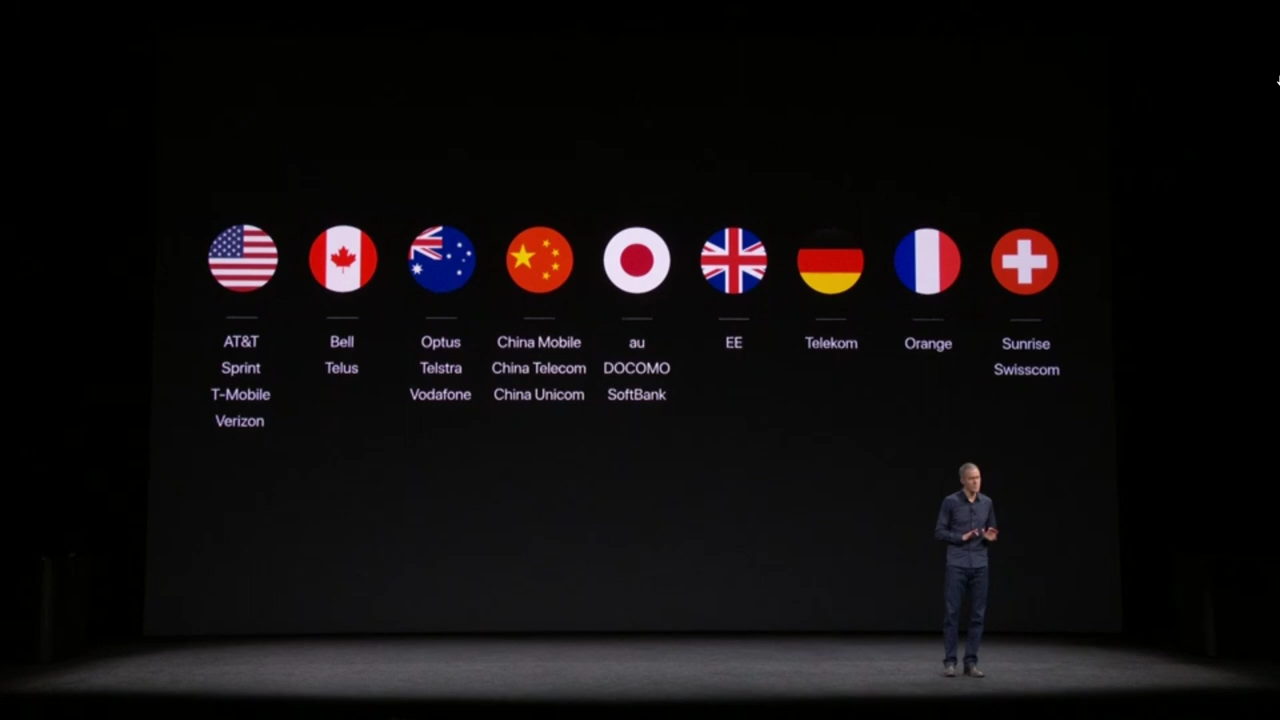 AT&T
Sprint
T-Mobile
Verizon
Bell
Telus
Optus
Telstra
Vodafone
China Mobile
China Telecom
China Unicom
au
DOCOMO
SoftBank
EE
Telekom
Orange
Sunrise
Swisscom